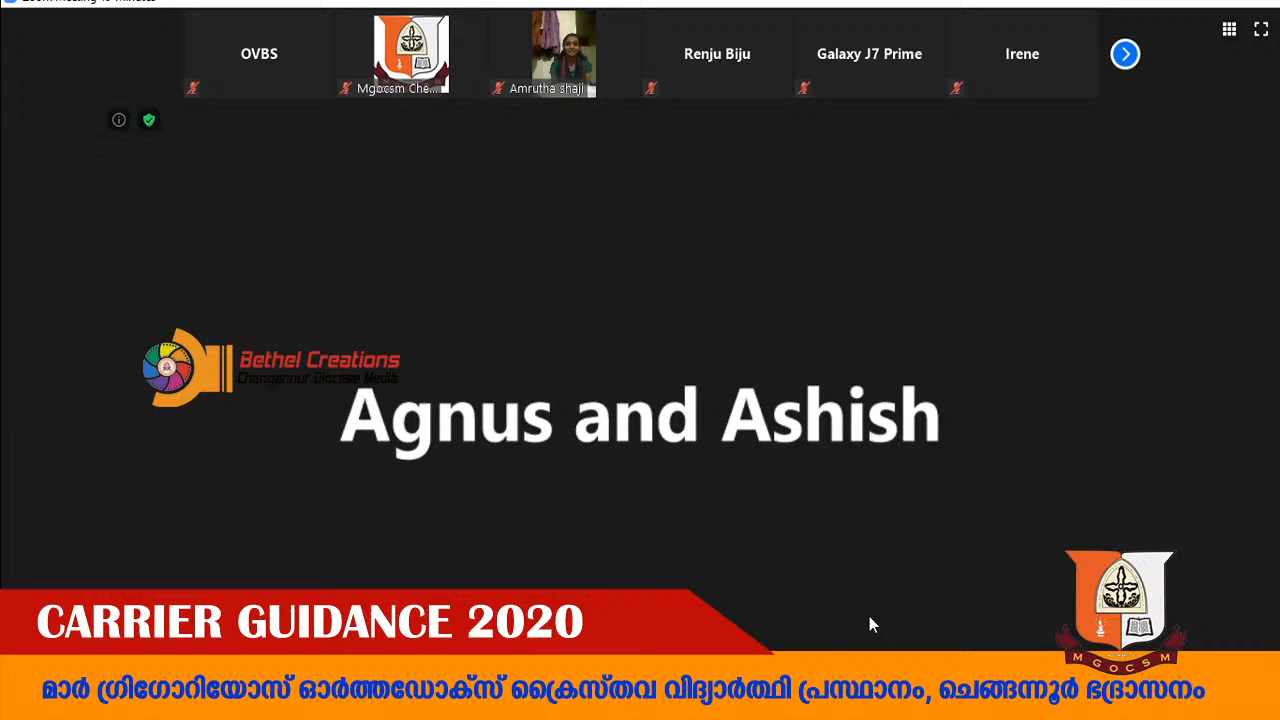 OVBS
Mgocsm Che...
Amrutha shaji
Renju Biju
Galaxy J7 Prime
Irene
Bethel Creations
Chengannur Diocese Media
Agnus and Ashish
CARRIER GUIDANCE 2020
MGOCSM
മാർ ഗ്രിഗോറിയോസ് ഓർത്തഡോക്സ് ക്രൈസ്തവ വിദ്യാർത്ഥി പ്രസ്ഥാനം, ചെങ്ങന്നൂർ ഭദ്രാസനം